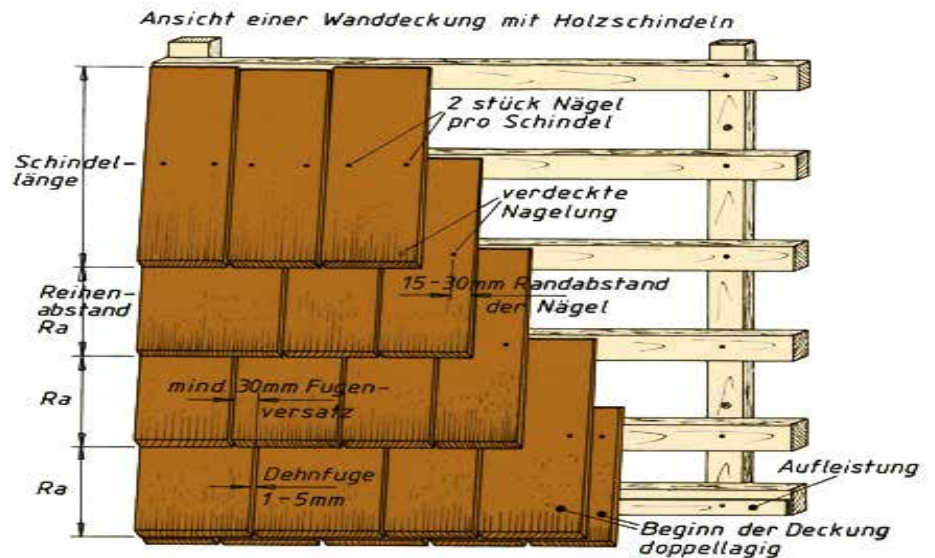 Ansicht einer Wanddeckung mit Holzschindeln
2 stück Nägel
pro Schindel
Schindel-
länge
verdeckte
Nagelung
Reihen-
abstand
Ra
15-30mm Randabstand
der Nägel
Ra
mind 30mm Fugen-
versatz
Ra
Dehnfuge
1-5mm
Aufleistung
Beginn der Deckung
doppellagig